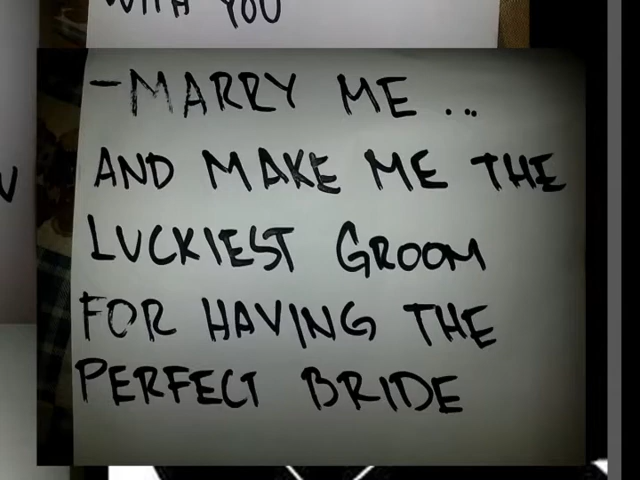 WITH YOU
-MARRY ME ...
AND MAKE ME THE
LUCKIEST GROOM
FOR HAVING THE
PERFECT BRIDE